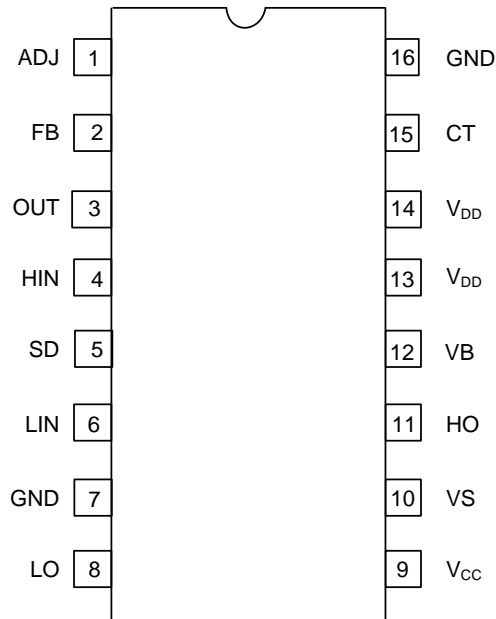 ADJ 1 16 GND
FB 2 15 CT
OUT 3 14 VDD
HIN 4 13 VDD
SD 5 12 VB
LIN 6 11 HO
GND 7 10 VS
LO 8 9 VCC